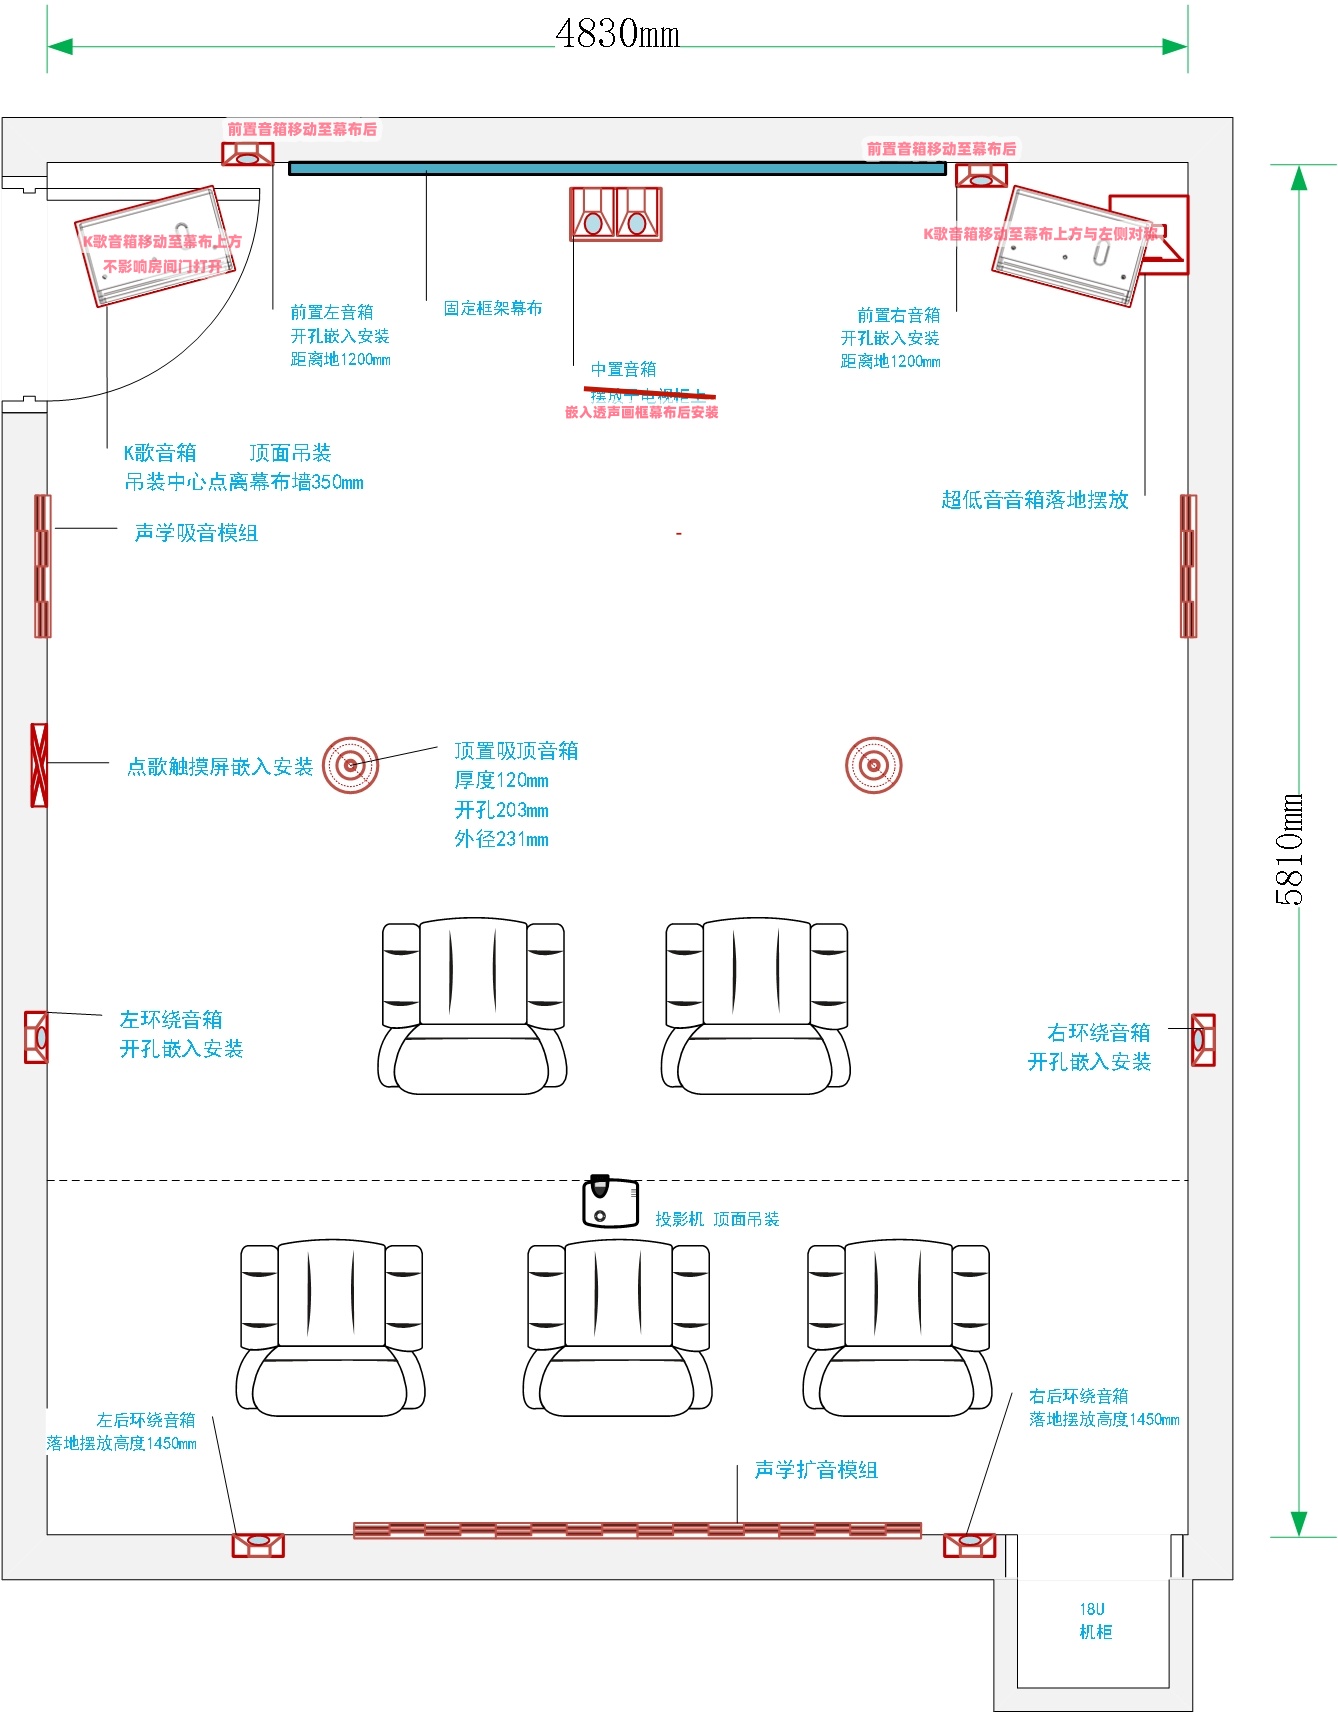 4830mm
前置音箱移动至幕布后
前置音箱移动至幕布后
K歌音箱移动至幕布上方
不影响房间门打开
K歌音箱移动至幕布上方与左侧对称
前置左音箱
开孔嵌入安装
距离地1200mm
固定框架幕布
前置右音箱
开孔嵌入安装
距离地1200mm
中置音箱
摆放于电视柜上
嵌入透声画框幕布后安装
K歌音箱 顶面吊装
吊装中心点离幕布墙350mm
超低音音箱落地摆放
声学吸音模组
点歌触摸屏嵌入安装
顶置吸顶音箱
厚度120mm
开孔203mm
外径231mm
5810mm
左环绕音箱
开孔嵌入安装
右环绕音箱
开孔嵌入安装
投影机 顶面吊装
左后环绕音箱
落地摆放高度1450mm
右后环绕音箱
落地摆放高度1450mm
声学扩音模组
18U
机柜